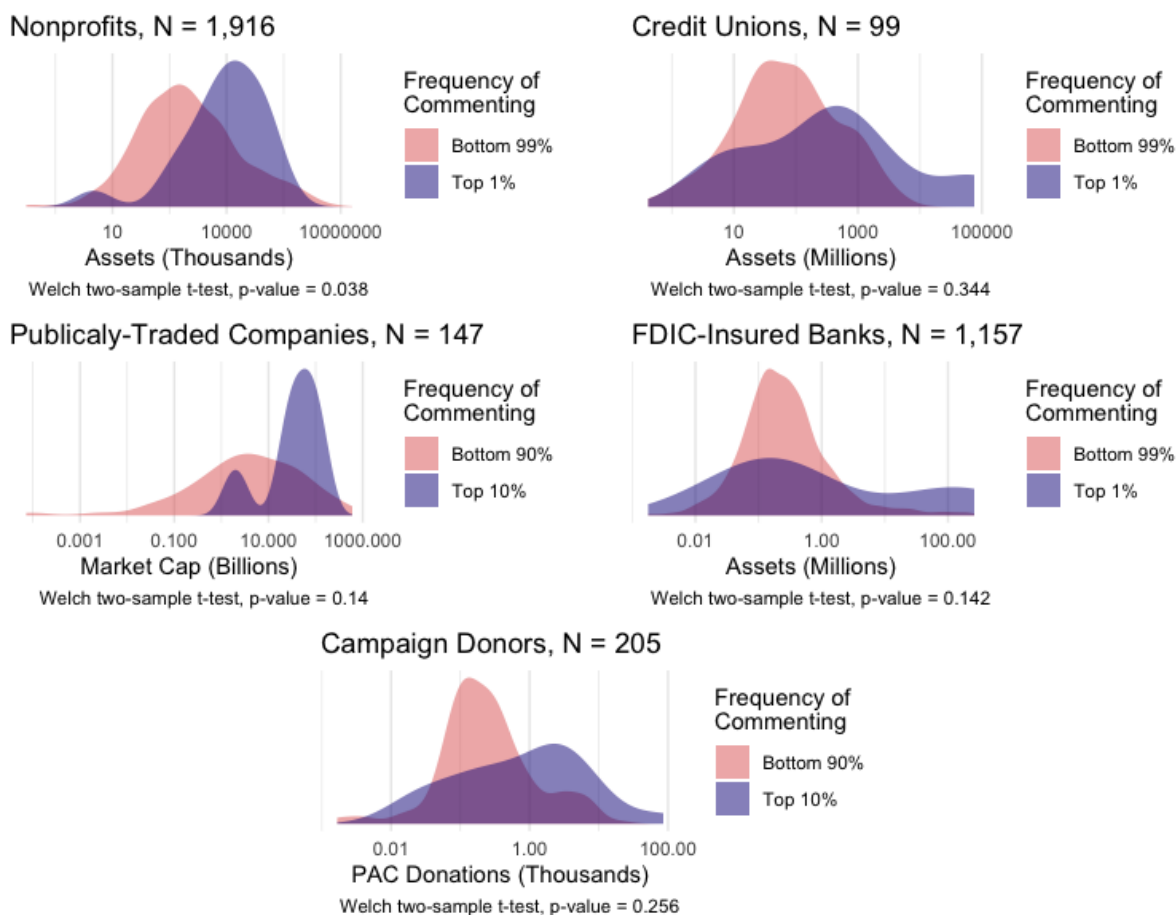 Nonprofits, N = 1,916
Frequency of
Commenting
Bottom 99%
Top 1%
10 10000 10000000
Assets (Thousands)
Welch two-sample t-test, p-value = 0.038
Credit Unions, N = 99
Frequency of
Commenting
Bottom 99%
Top 1%
10 1000 100000
Assets (Millions)
Welch two-sample t-test, p-value = 0.344
Publicaly-Traded Companies, N = 147
Frequency of
Commenting
Bottom 90%
Top 10%
0.001 0.100 10.000 1000.000
Market Cap (Billions)
Welch two-sample t-test, p-value = 0.14
FDIC-Insured Banks, N = 1,157
Frequency of
Commenting
Bottom 99%
Top 1%
0.01 1.00 100.00
Assets (Millions)
Welch two-sample t-test, p-value = 0.142
Campaign Donors, N = 205
Frequency of
Commenting
Bottom 90%
Top 10%
0.01 1.00 100.00
PAC Donations (Thousands)
Welch two-sample t-test, p-value = 0.256